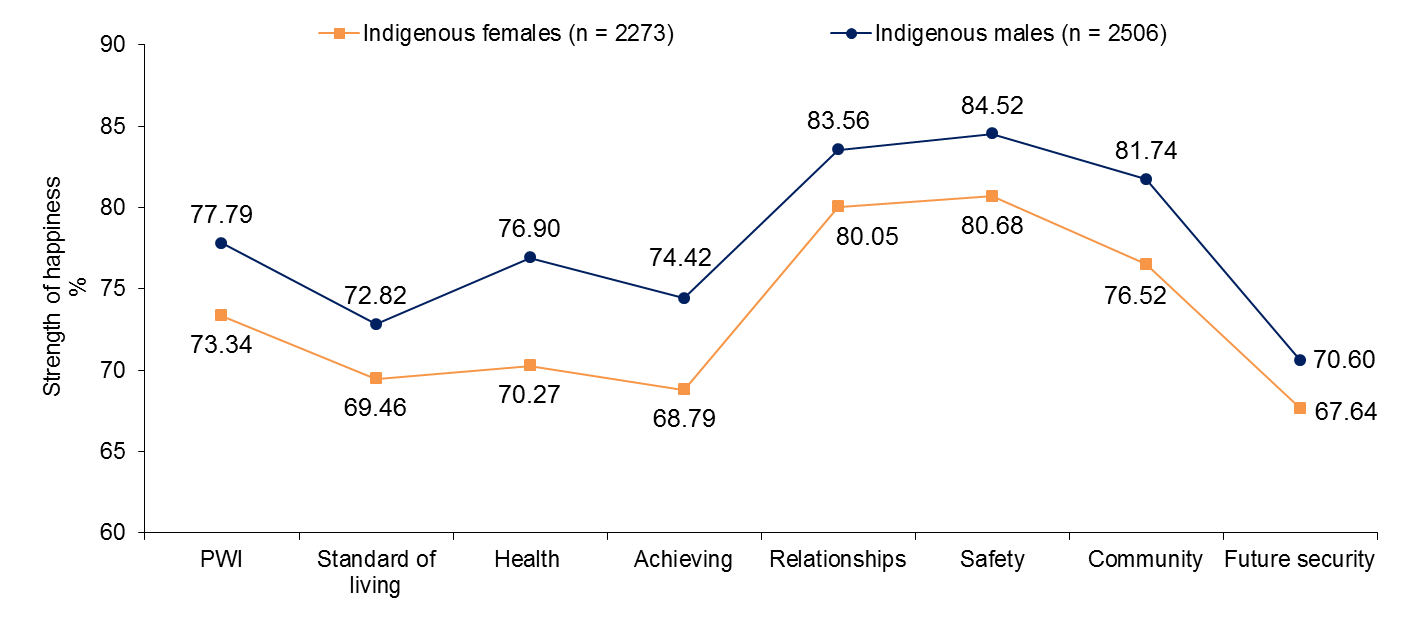 Indigenous females (n = 2273)
Indigenous males (n = 2506)
Strength of happiness
%
90
85
80
75
70
65
60
77.79
72.82
76.90
74.42
83.56
84.52
81.74
70.60
73.34
69.46
70.27
68.79
80.05
80.68
76.52
67.64
PWI
Standard of
living
Health
Achieving
Relationships
Safety
Community
Future security